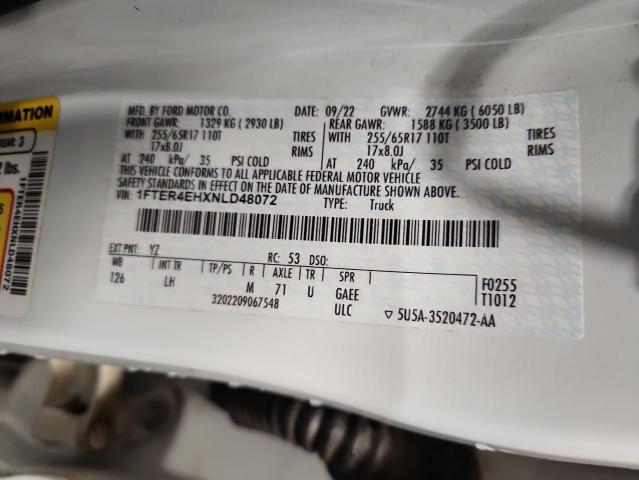 MFD. BY FORD MOTOR CO. DATE: 09/22 GVWR: 2744 KG ( 6050 LB)
FRONT GAWR: 1329 KG ( 2930 LB) REAR GAWR: 1588 KG ( 3500 LB)
WITH 255/65R17 110T TIRES WITH 255/65R17 110T TIRES
17x8.0J RIMS 17x8.0J RIMS
AT 240 kPa/ 35 PSI COLD AT 240 kPa/ 35 PSI COLD
THIS VEHICLE CONFORMS TO ALL APPLICABLE FEDERAL MOTOR VEHICLE
SAFETY STANDARDS IN EFFECT ON THE DATE OF MANUFACTURE SHOWN ABOVE.
VIN: 1FTER4EHXNLD48072 TYPE: Truck
EXT PNT: YZ RC: 53 DSO:
WB INT TR TP/PS R AXLE TR SPR
126 LH M 71 U GAEE
ULC
3202209067548
F0255
T1012
5U5A-3520472-AA
RMATION
REAR: 3
lbs.
1FTER4EHXNLD48072